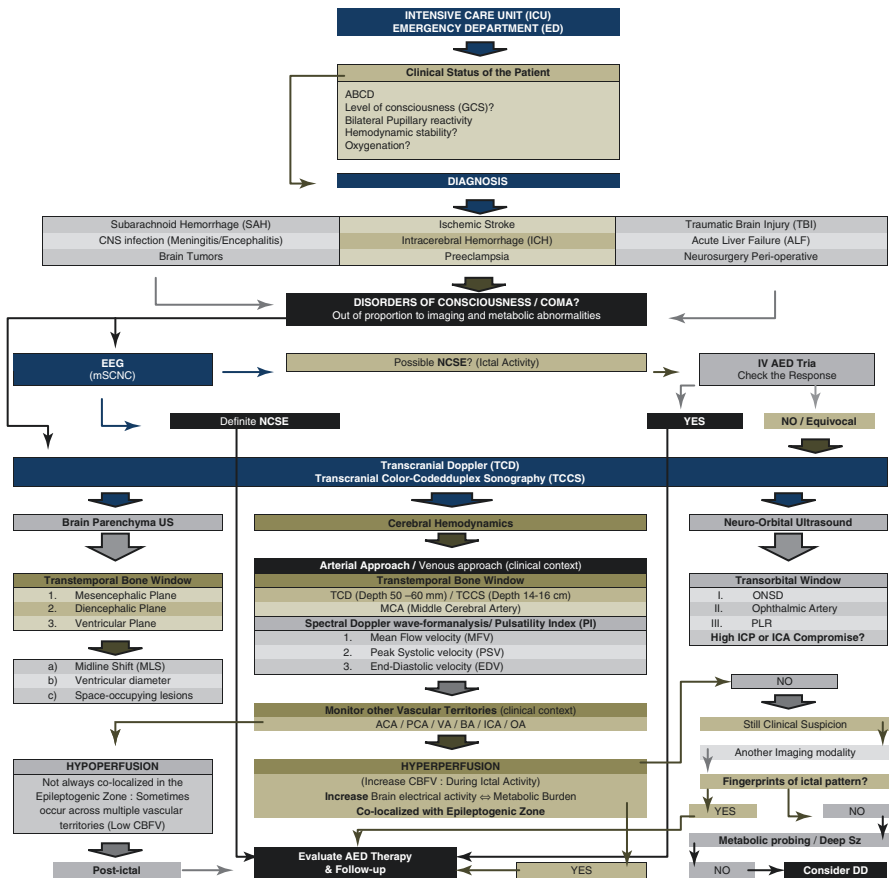 INTENSIVE CARE UNIT (ICU)
EMERGENCY DEPARTMENT (ED)
Clinical Status of the Patient
ABCD
Level of consciousness (GCS)?
Bilateral Pupillary reactivity
Hemodynamic stability?
Oxygenation?
DIAGNOSIS
Subarachnoid Hemorrhage (SAH)
CNS infection (Meningitis/Encephalitis)
Brain Tumors
Ischemic Stroke
Intracerebral Hemorrhage (ICH)
Preeclampsia
Traumatic Brain Injury (TBI)
Acute Liver Failure (ALF)
Neurosurgery Peri-operative
DISORDERS OF CONSCIOUSNESS / COMA?
Out of proportion to imaging and metabolic abnormalities
EEG
(mSCNC)
Possible NCSE? (Ictal Activity)
IV AED Tria
Check the Response
Definite NCSE
YES
NO / Equivocal
Transcranial Doppler (TCD)
Transcranial Color-Codedduplex Sonography (TCCS)
Brain Parenchyma US
Transtemporal Bone Window
1. Mesencephalic Plane
2. Diencephalic Plane
3. Ventricular Plane
a) Midline Shift (MLS)
b) Ventricular diameter
c) Space-occupying lesions
Cerebral Hemodynamics
Arterial Approach / Venous approach (clinical context)
Transtemporal Bone Window
TCD (Depth 50 –60 mm) / TCCS (Depth 14-16 cm)
MCA (Middle Cerebral Artery)
Spectral Doppler wave-formanalysis/ Pulsatility Index (PI)
1. Mean Flow velocity (MFV)
2. Peak Systolic velocity (PSV)
3. End-Diastolic velocity (EDV)
Monitor other Vascular Territories (clinical context)
ACA / PCA / VA / BA / ICA / OA
Neuro-Orbital Ultrasound
Transorbital Window
I. ONSD
II. Ophthalmic Artery
III. PLR
High ICP or ICA Compromise?
HYPOPERFUSION
Not always co-localized in the
Epileptogenic Zone : Sometimes
occur across multiple vascular
territories (Low CBFV)
Post-ictal
HYPERPERFUSION
(Increase CBFV : During Ictal Activity)
Increase Brain electrical activity ⇔ Metabolic Burden
Co-localized with Epileptogenic Zone
NO
Still Clinical Suspicion
Another Imaging modality
Fingerprints of ictal pattern?
YES
NO
Metabolic probing / Deep Sz
NO
Consider DD
Evaluate AED Therapy
& Follow-up
YES